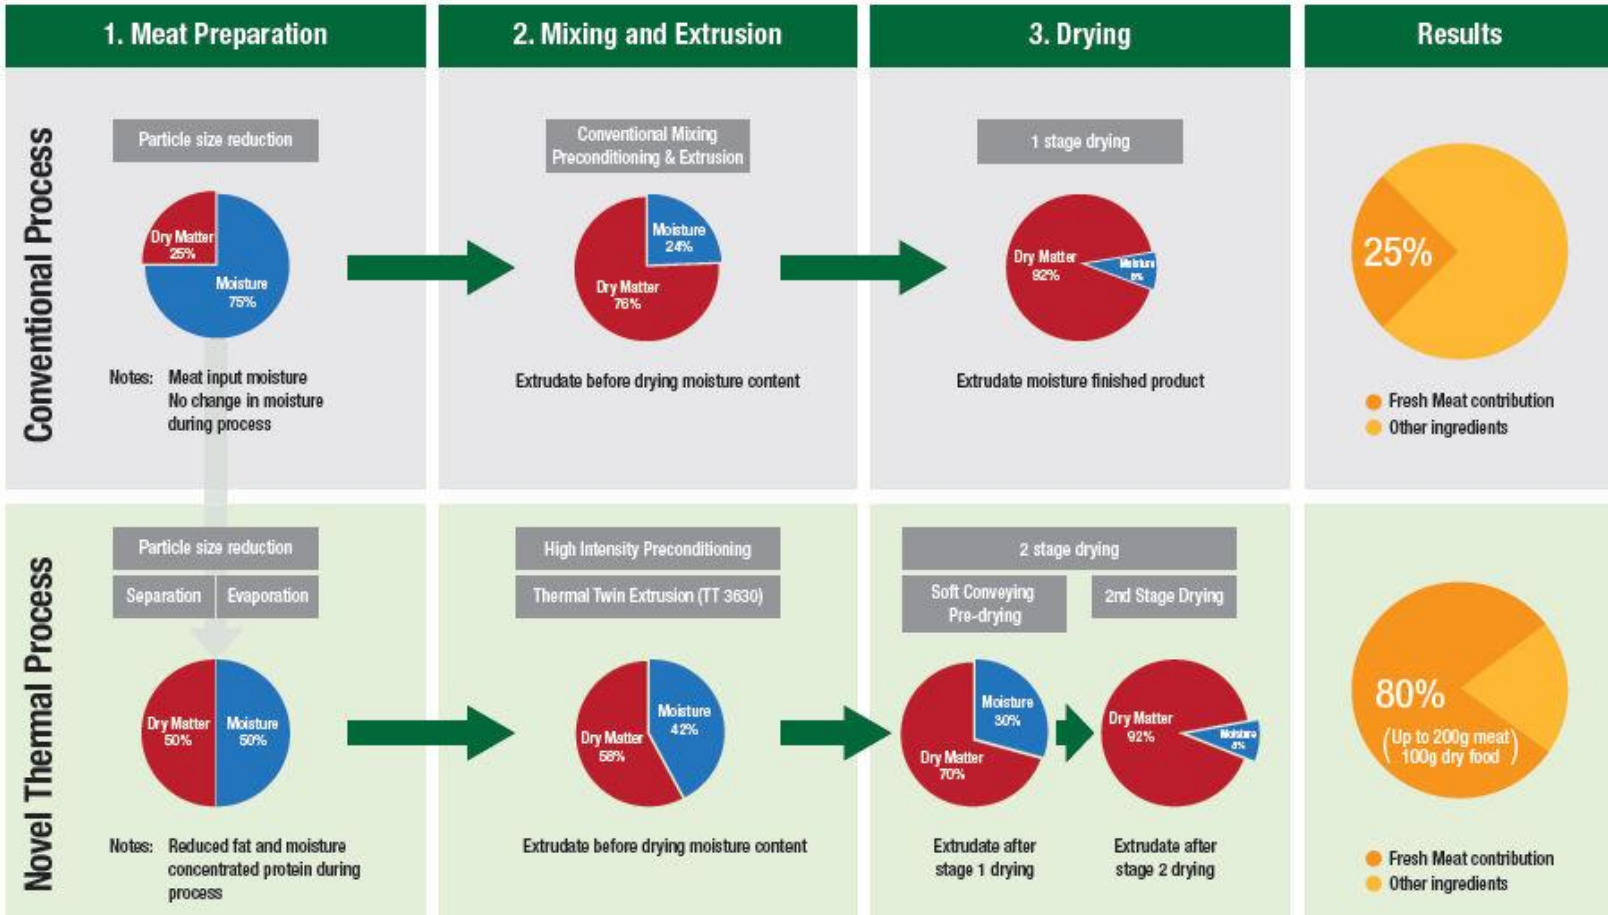 1. Meat Preparation
2. Mixing and Extrusion
3. Drying
Results
Conventional Process
Particle size reduction
Dry Matter
25%
Moisture
75%
Notes: Meat input moisture
No change in moisture
during process
Conventional Mixing
Preconditioning & Extrusion
Moisture
24%
Dry Matter
76%
Extrudate before drying moisture content
1 stage drying
Dry Matter
92%
Moisture
8%
Extrudate moisture finished product
25%
Fresh Meat contribution
Other ingredients
Novel Thermal Process
Particle size reduction
Separation
Evaporation
Dry Matter
50%
Moisture
50%
Notes: Reduced fat and moisture
concentrated protein during
process
High Intensity Preconditioning
Thermal Twin Extrusion (TT 3630)
Moisture
42%
Dry Matter
58%
Extrudate before drying moisture content
2 stage drying
Soft Conveying
Pre-drying
2nd Stage Drying
Moisture
30%
Dry Matter
70%
Extrudate after
stage 1 drying
Dry Matter
92%
Moisture
8%
Extrudate after
stage 2 drying
80%
(Up to 200g meat
100g dry food)
Fresh Meat contribution
Other ingredients